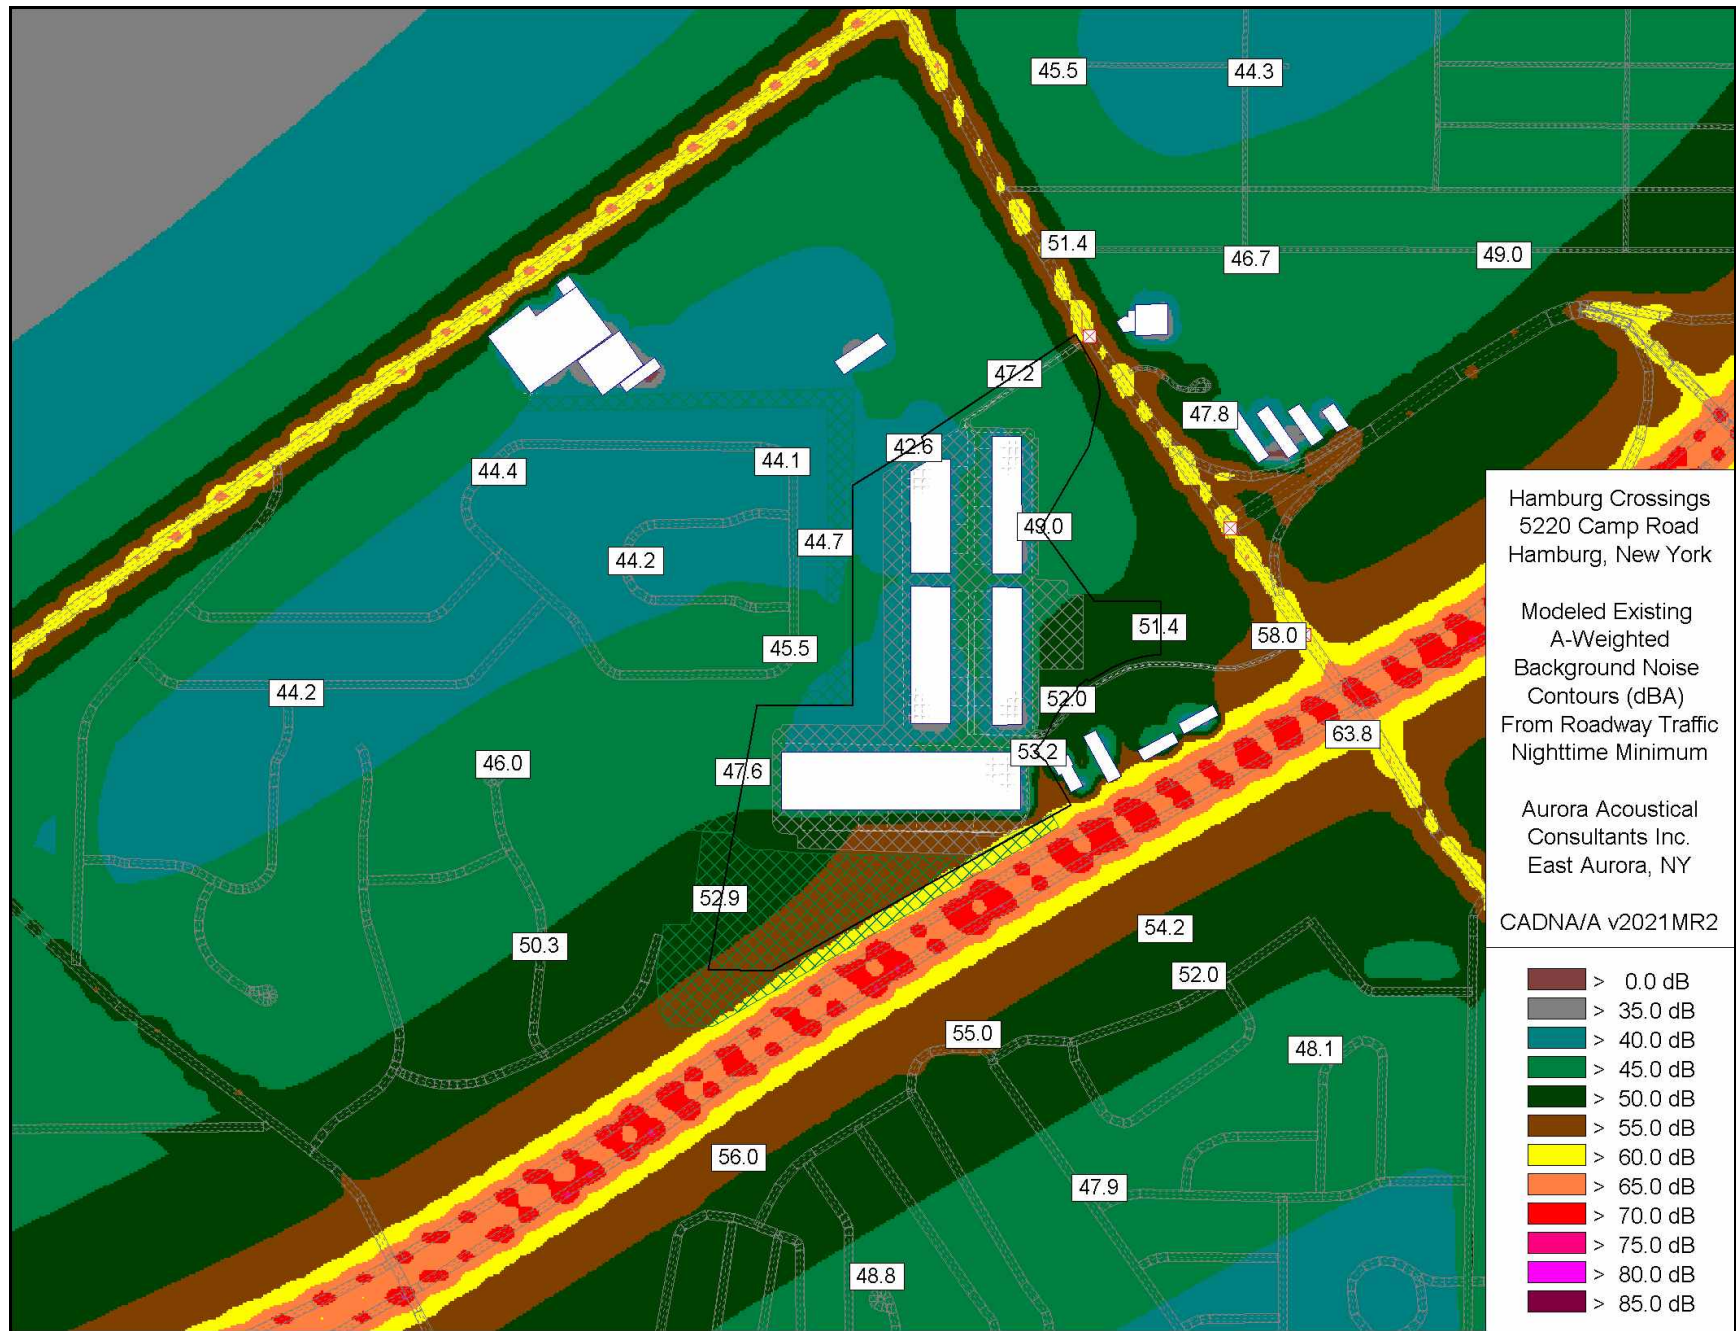 45.5
44.3
51.4
46.7
49.0
47.2
47.8
42.6
44.4
44.1
49.0
44.7
44.2
51.4
58.0
45.5
44.2
52.0
63.8
53.2
46.0
47.6
52.9
54.2
50.3
52.0
55.0
48.1
56.0
47.9
48.8
Hamburg Crossings
5220 Camp Road
Hamburg, New York
Modeled Existing
A-Weighted
Background Noise
Contours (dBA)
From Roadway Traffic
Nighttime Minimum
Aurora Acoustical
Consultants Inc.
East Aurora, NY
CADNA/A v2021MR2
> 0.0 dB
> 35.0 dB
> 40.0 dB
> 45.0 dB
> 50.0 dB
> 55.0 dB
> 60.0 dB
> 65.0 dB
> 70.0 dB
> 75.0 dB
> 80.0 dB
> 85.0 dB